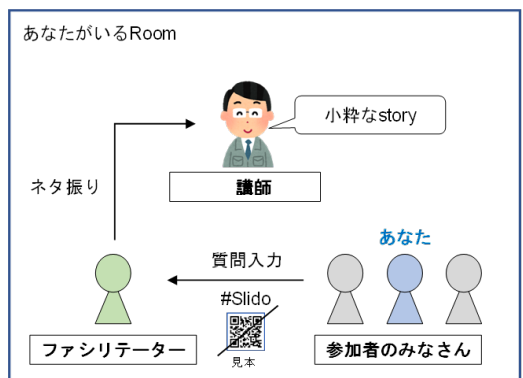 あなたがいるRoom
小粋なstory
講師
ネタ振り
あなた
質問入力
#Slido
見本
ファシリテーター
参加者のみなさん